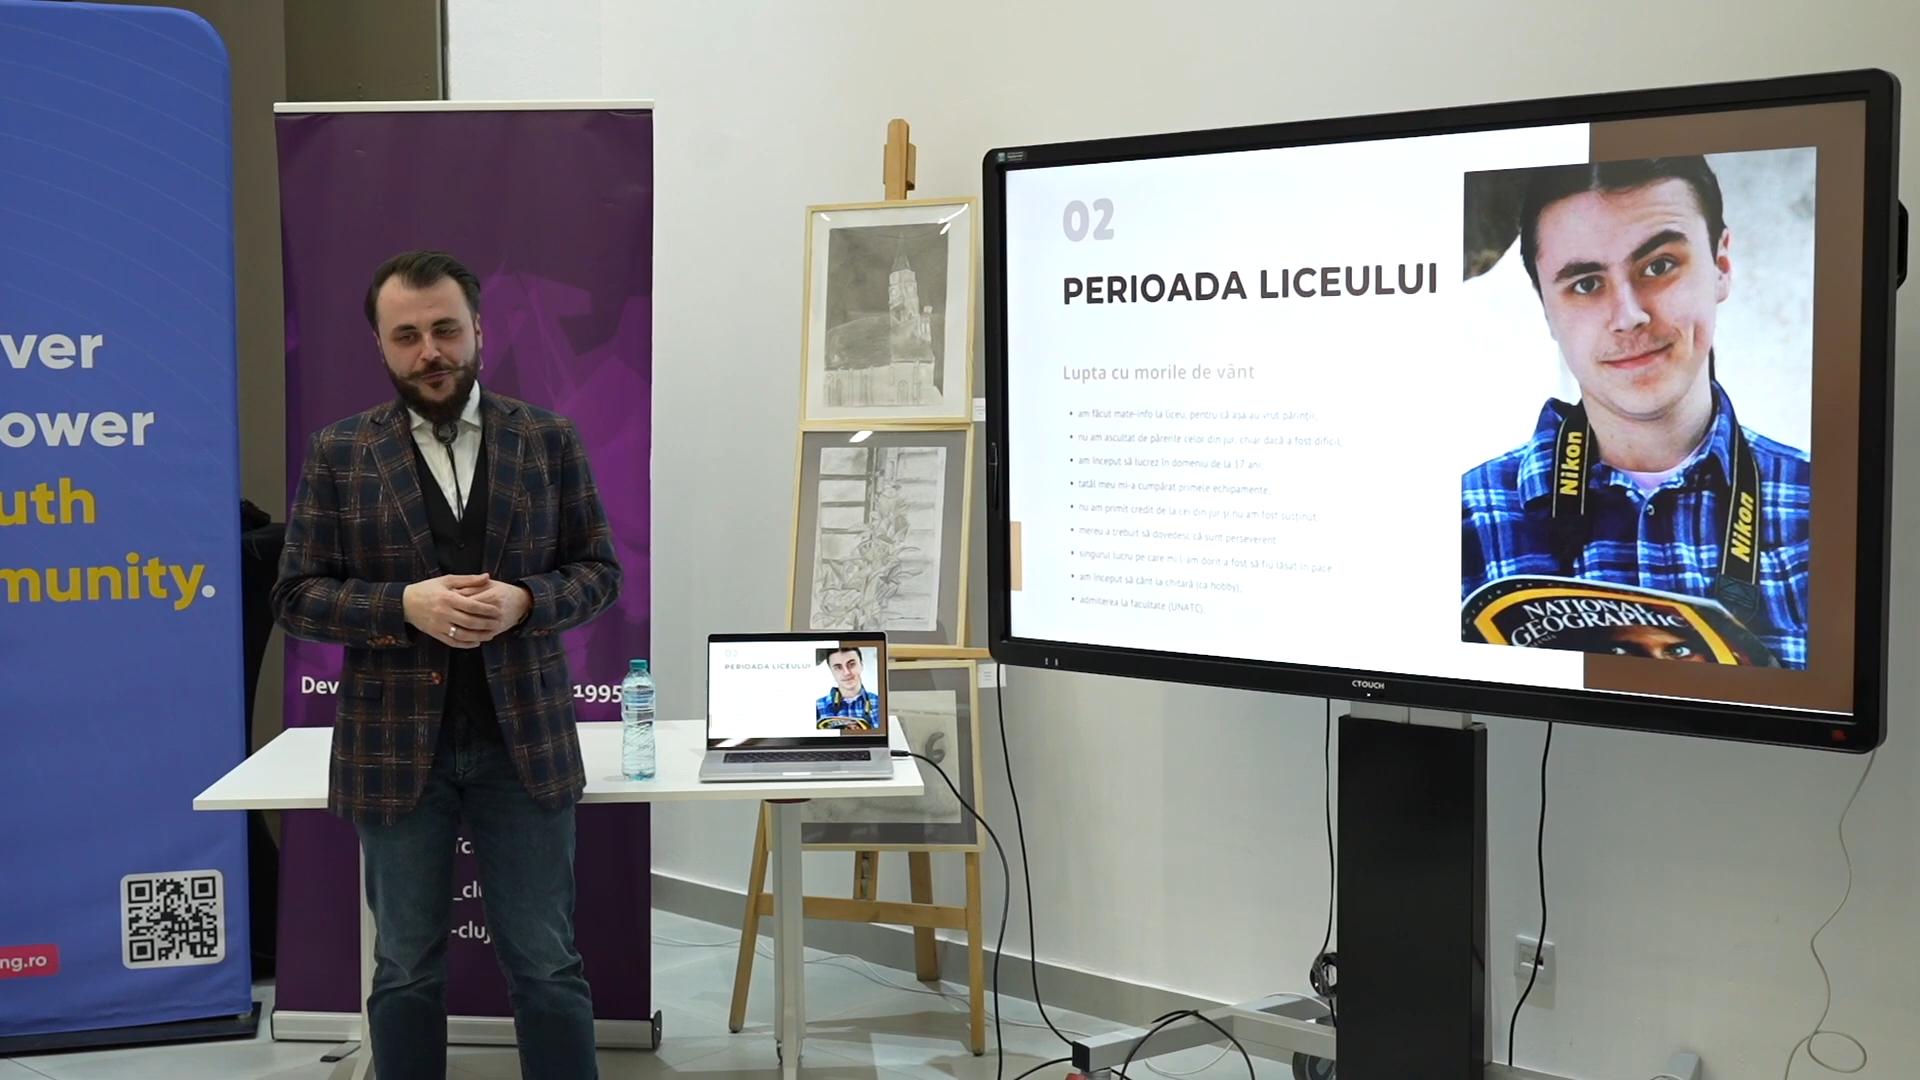 ver
ower
uth
munity.
ng.ro
Dev
1995
-cluj
02
PERIOADA LICEULUI
Lupta cu morile de vânt
• am făcut mate-info la liceu, pentru că așa au vrut părinții;
• nu am ascultat de părerile celor din jur, chiar dacă a fost dificil;
• am început să lucrez în domeniu de la 17 ani;
• tatăl meu mi-a cumpărat primele echipamente;
• nu am primit credit de la cei din jur și nu am fost susținut;
• mereu a trebuit să dovedesc că sunt perseverent
• singurul lucru pe care mi l-am dorit a fost să fiu lăsat în pace
• am început să cânt la chitară (ca hobby);
• admiterea la facultate (UNATC).
Nikon
Nikon
NATIONAL
GEOGRAPHIC
CTOUCH
02
PERIOADA LICEULUI
6